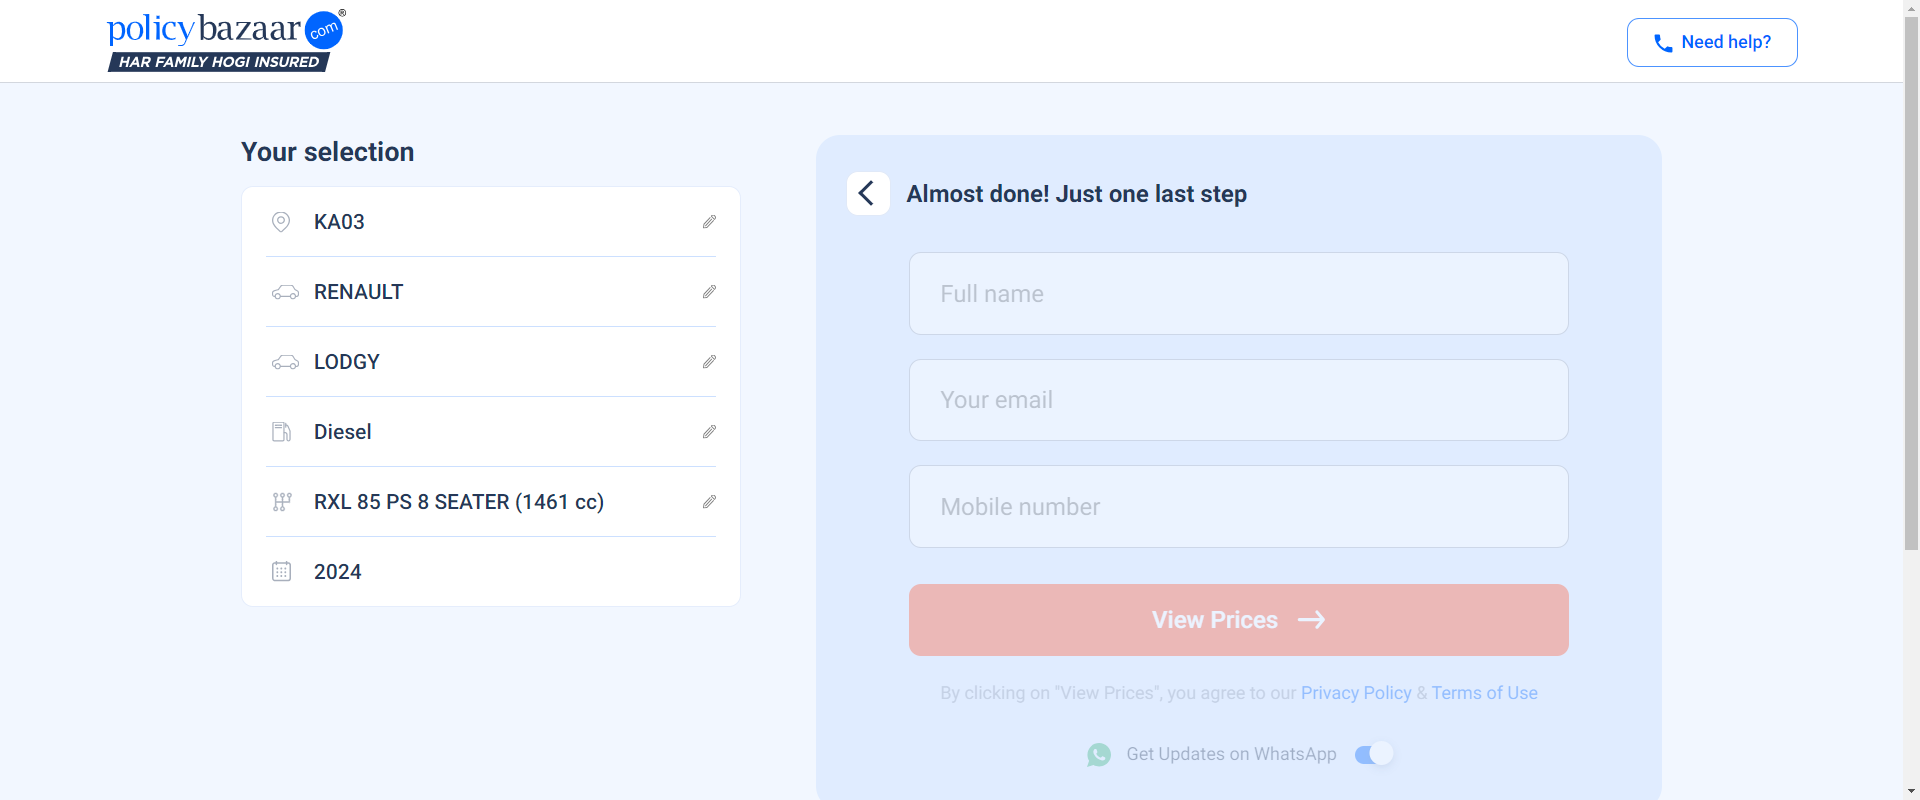 policybazaar.com®
HAR FAMILY HOGI INSURED
Need help?
Your selection
KA03
RENAULT
LODGY
Diesel
RXL 85 PS 8 SEATER (1461 cc)
2024
Almost done! Just one last step
Full name
Your email
Mobile number
View Prices
By clicking on "View Prices", you agree to our Privacy Policy & Terms of Use
Get Updates on WhatsApp